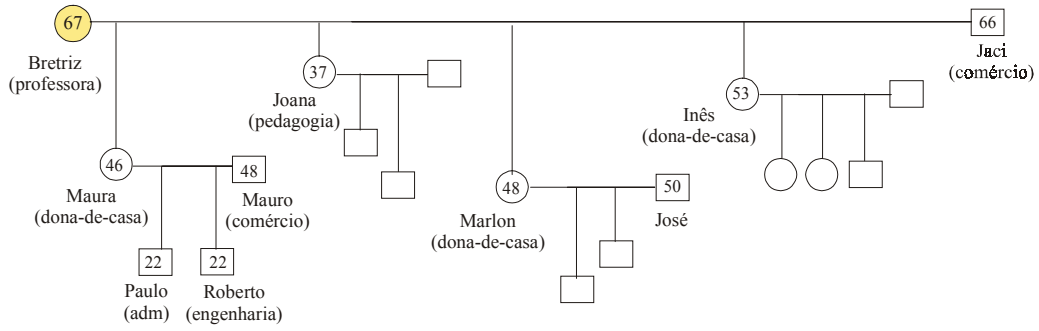 67
Bretriz
(professora)
66
Jaci
(comércio)
37
Joana
(pedagogia)
53
Inês
(dona-de-casa)
46
Maura
(dona-de-casa)
48
Mauro
(comércio)
48
Marlon
(dona-de-casa)
50
José
22
Paulo
(adm)
22
Roberto
(engenharia)